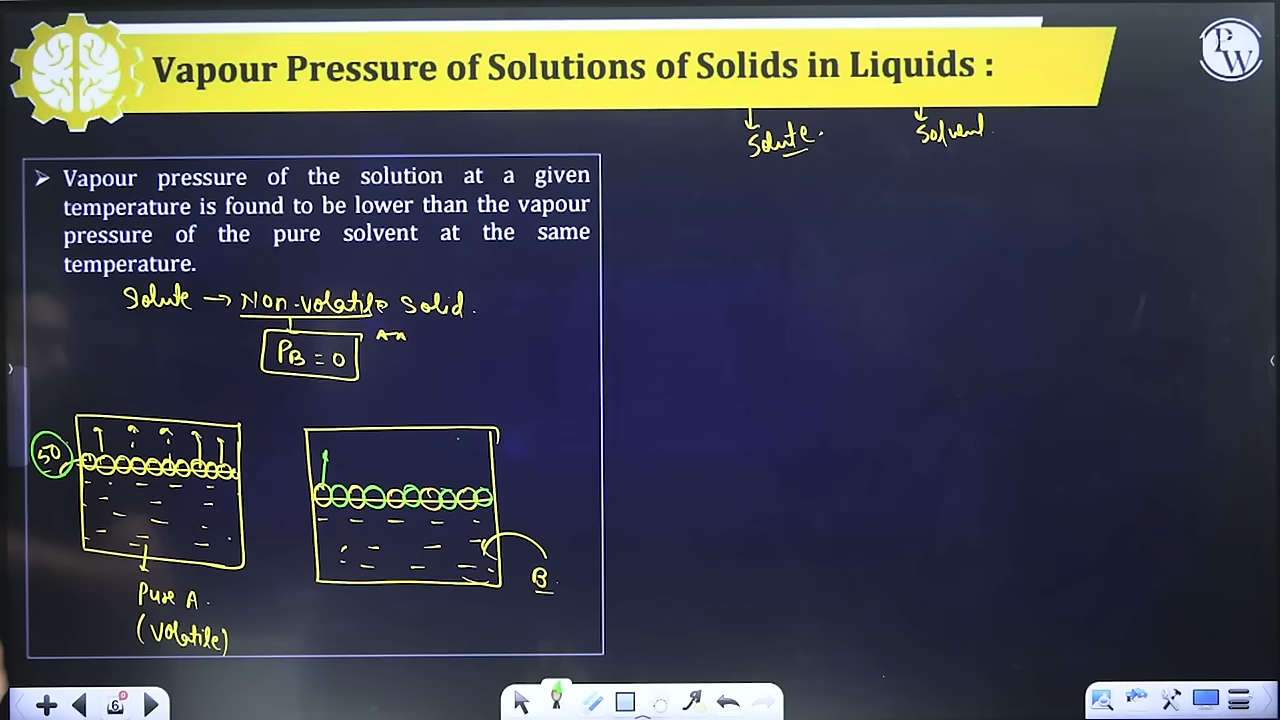 Vapour Pressure of Solutions of Solids in Liquids :
PW
Solute.
Solvent
➤ Vapour pressure of the solution at a given
temperature is found to be lower than the vapour
pressure of the pure solvent at the same
temperature.
Solute → Non-volatile Solid.
PB = 0
50
B
Pure A.
(Volatile)
6